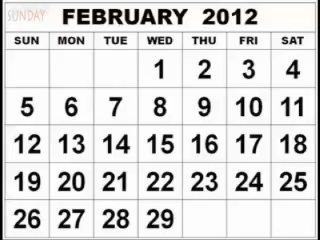 SUNDAY
FEBRUARY 2012
SUN MON TUE WED THU FRI SAT
1 2 3 4
5 6 7 8 9 10 11
12 13 14 15 16 17 18
19 20 21 22 23 24 25
26 27 28 29